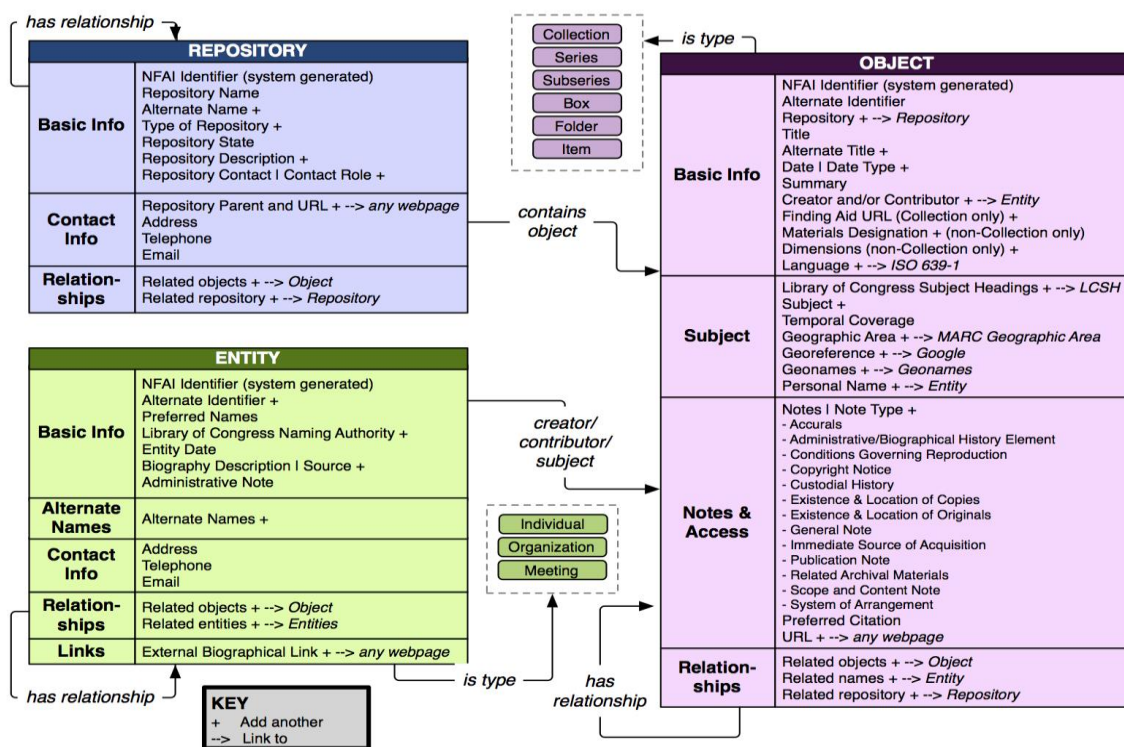 has relationship
REPOSITORY
Basic Info
NFAI Identifier (system generated)
Repository Name
Alternate Name +
Type of Repository +
Repository State
Repository Description +
Repository Contact | Contact Role +
Contact
Info
Repository Parent and URL + --> any webpage
Address
Telephone
Email
Relation-
ships
Related objects + --> Object
Related repository + --> Repository
ENTITY
Basic Info
NFAI Identifier (system generated)
Alternate Identifier +
Preferred Names
Library of Congress Naming Authority +
Entity Date
Biography Description | Source +
Administrative Note
Alternate
Names
Alternate Names +
Contact
Info
Address
Telephone
Email
Relation-
ships
Related objects + --> Object
Related entities + --> Entities
Links
External Biographical Link + --> any webpage
has relationship
KEY
+ Add another
--> Link to
Collection
Series
Subseries
Box
Folder
Item
is type
contains
object
creator/
contributor/
subject
Individual
Organization
Meeting
is type
has
relationship
OBJECT
Basic Info
NFAI Identifier (system generated)
Alternate Identifier
Repository + --> Repository
Title
Alternate Title +
Date | Date Type +
Summary
Creator and/or Contributor + --> Entity
Finding Aid URL (Collection only) +
Materials Designation + (non-Collection only)
Dimensions (non-Collection only) +
Language + --> ISO 639-1
Subject
Library of Congress Subject Headings + --> LCSH
Subject +
Temporal Coverage
Geographic Area + --> MARC Geographic Area
Georeference + --> Google
Geonames + --> Geonames
Personal Name + --> Entity
Notes &
Access
Notes | Note Type +
- Accurals
- Administrative/Biographical History Element
- Conditions Governing Reproduction
- Copyright Notice
- Custodial History
- Existence & Location of Copies
- Existence & Location of Originals
- General Note
- Immediate Source of Acquisition
- Publication Note
- Related Archival Materials
- Scope and Content Note
- System of Arrangement
Preferred Citation
URL + --> any webpage
Relation-
ships
Related objects + --> Object
Related names + --> Entity
Related repository + --> Repository